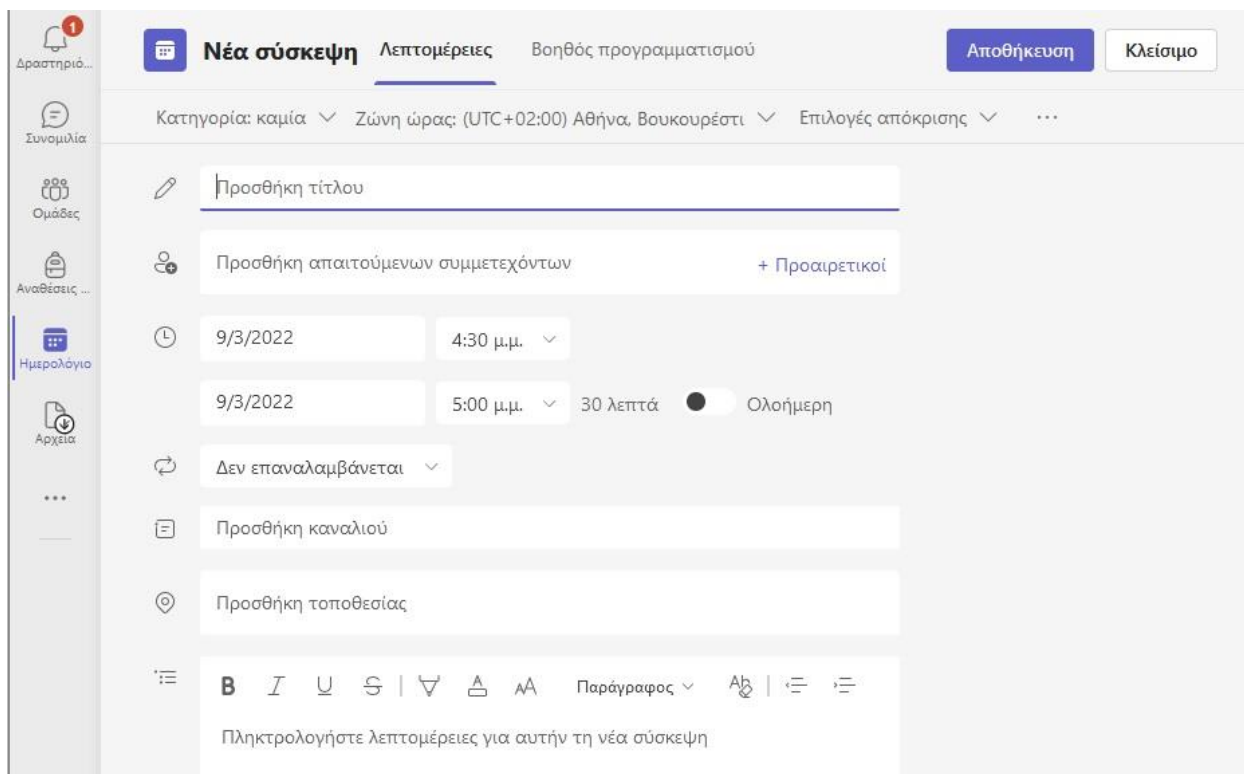 1
Δραστηριό...
Συνομιλία
Ομάδες
Αναθέσεις ...
Ημερολόγιο
Αρχεία
Νέα σύσκεψη Λεπτομέρειες Βοηθός προγραμματισμού Αποθήκευση Κλείσιμο
Κατηγορία: καμία Ζώνη ώρας: (UTC+02:00) Αθήνα, Βουκουρέστι Επιλογές απόκρισης ...
Προσθήκη τίτλου
Προσθήκη απαιτούμενων συμμετεχόντων + Προαιρετικοί
9/3/2022 4:30 μ.μ.
9/3/2022 5:00 μ.μ. 30 λεπτά Ολοήμερη
Δεν επαναλαμβάνεται
Προσθήκη καναλιού
Προσθήκη τοποθεσίας
B I U S A AA Παράγραφος Ab
Πληκτρολογήστε λεπτομέρειες για αυτήν τη νέα σύσκεψη